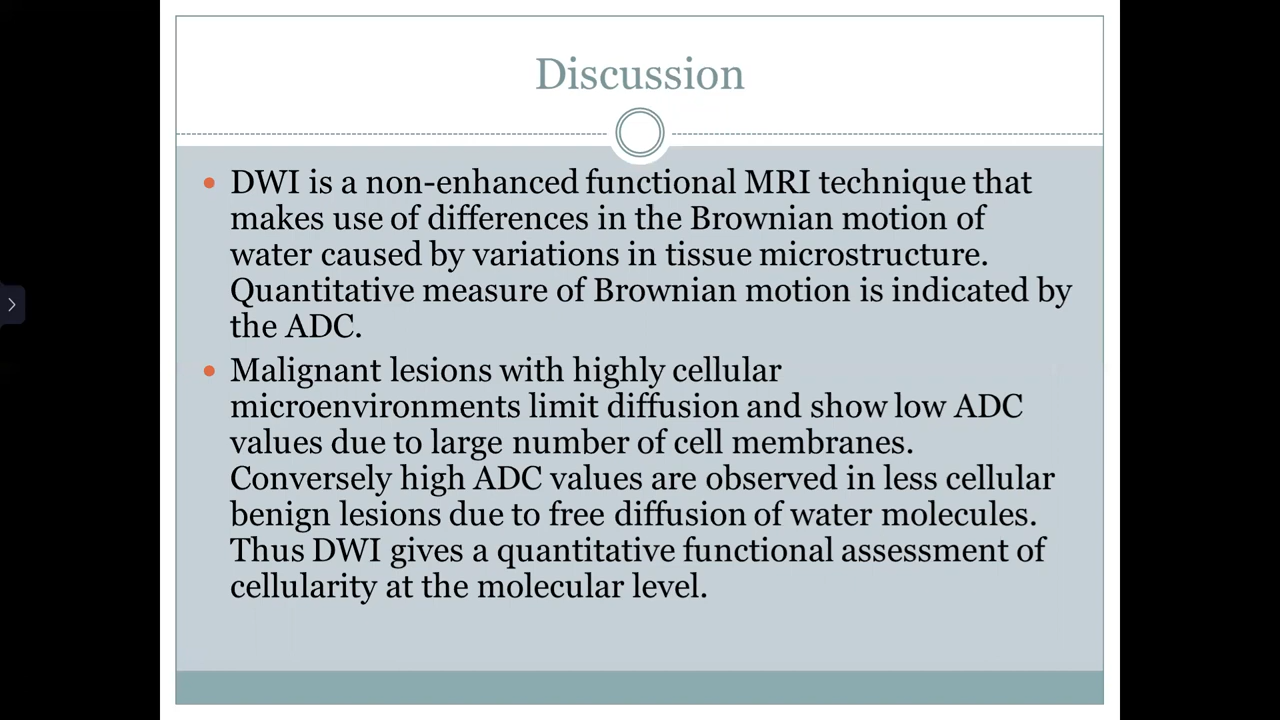 Discussion
DWI is a non-enhanced functional MRI technique that
makes use of differences in the Brownian motion of
water caused by variations in tissue microstructure.
Quantitative measure of Brownian motion is indicated by
the ADC.
Malignant lesions with highly cellular
microenvironments limit diffusion and show low ADC
values due to large number of cell membranes.
Conversely high ADC values are observed in less cellular
benign lesions due to free diffusion of water molecules.
Thus DWI gives a quantitative functional assessment of
cellularity at the molecular level.